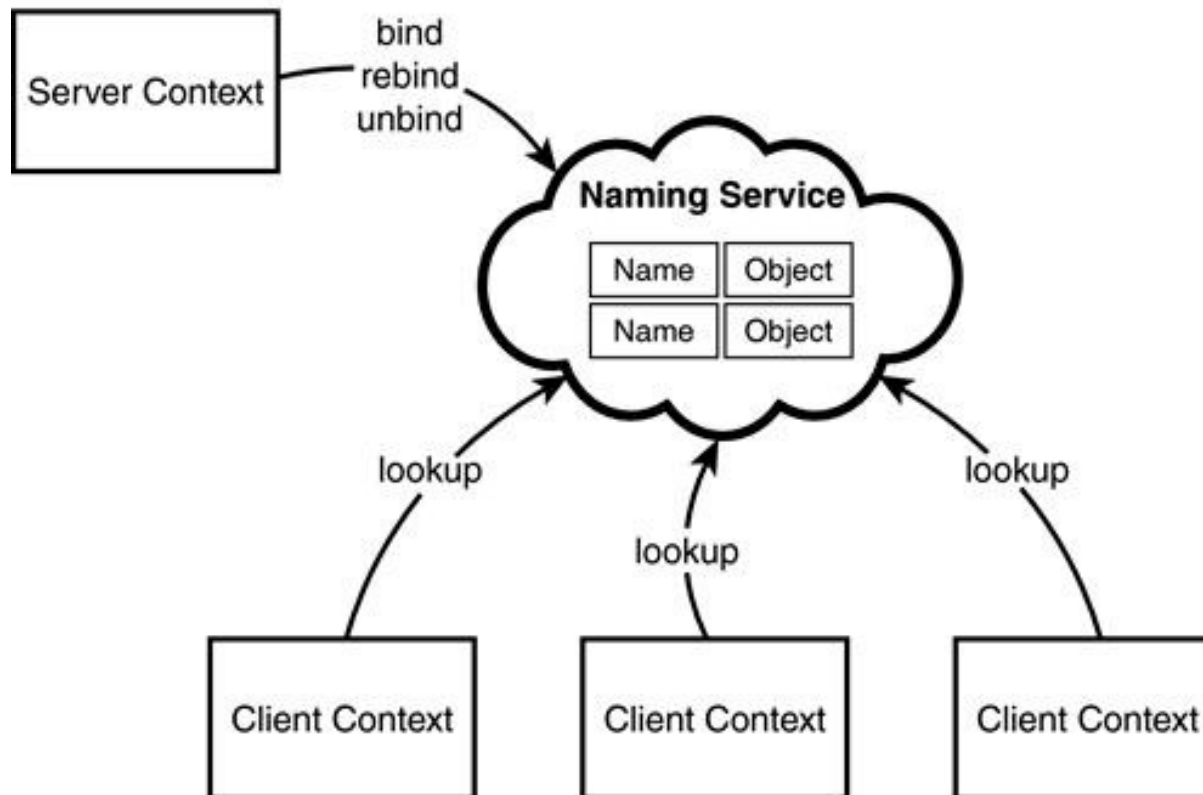 bind
rebind
unbind
Server Context
Naming Service
Name Object
Name Object
lookup
lookup
lookup
Client Context
Client Context
Client Context